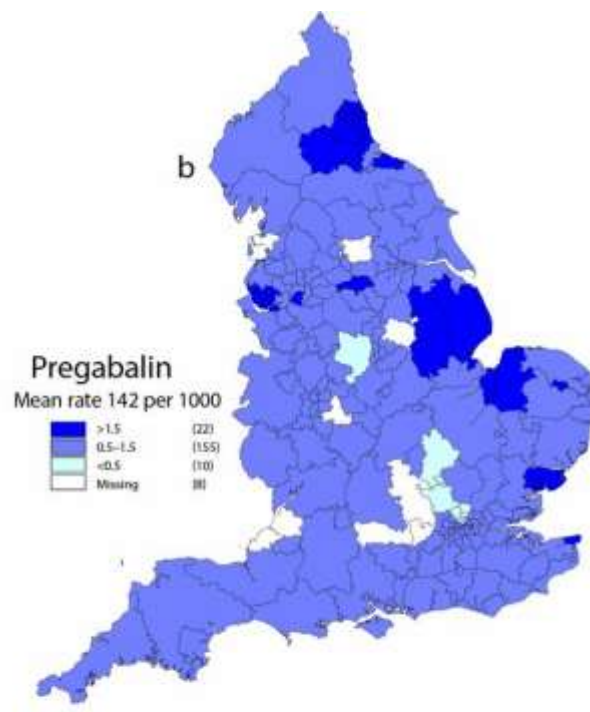 b
Pregabalin
Mean rate 142 per 1000
>1.5 (22)
0.5–1.5 (155)
<0.5 (10)
Missing (8)